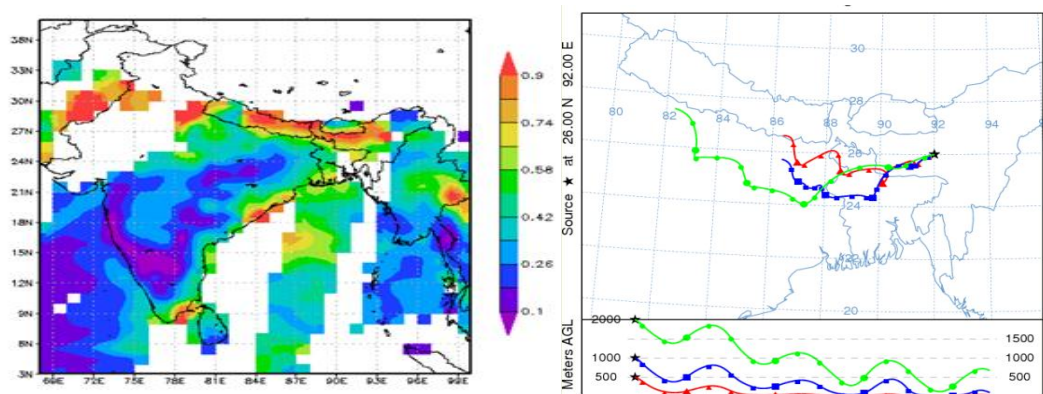 38N
33N
30N
27N
24N
21N
18N
15N
12N
9N
6N
3N
72E
75E
78E
81E
84E
87E
90E
93E
96E
99E
0.9
0.74
0.58
0.42
0.26
0.1
Source ★ at 26.00 N 92.00 E
30
28
80
82
86
88
90
92
94
26
24
22
20
Meters AGL
2000
1000
500
1500
1000
500